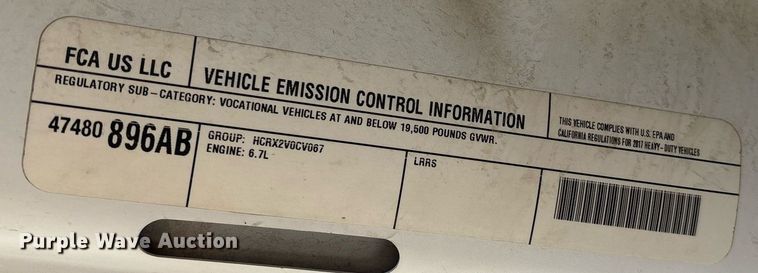 FCA US LLC
VEHICLE EMISSION CONTROL INFORMATION
REGULATORY SUB-CATEGORY: VOCATIONAL VEHICLES AT AND BELOW 19,500 POUNDS GVWR.
THIS VEHICLE COMPLIES WITH U.S. EPA AND
CALIFORNIA REGULATIONS FOR 2017 HEAVY-DUTY VEHICLES
47480 896AB
GROUP: HCRX2V0CV067
ENGINE: 6.7L
LRRS
Purple Wave Auction